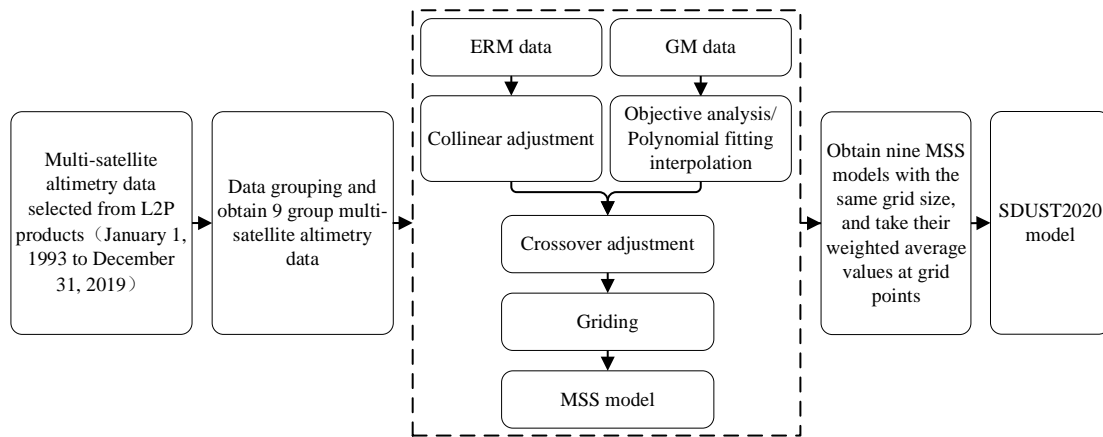 Multi-satellite
altimetry data
selected from L2P
products（January 1,
1993 to December
31, 2019）
Data grouping and
obtain 9 group multi-
satellite altimetry
data
ERM data
GM data
Collinear adjustment
Objective analysis/
Polynomial fitting
interpolation
Crossover adjustment
Griding
MSS model
Obtain nine MSS
models with the
same grid size,
and take their
weighted average
values at grid
points
SDUST2020
model